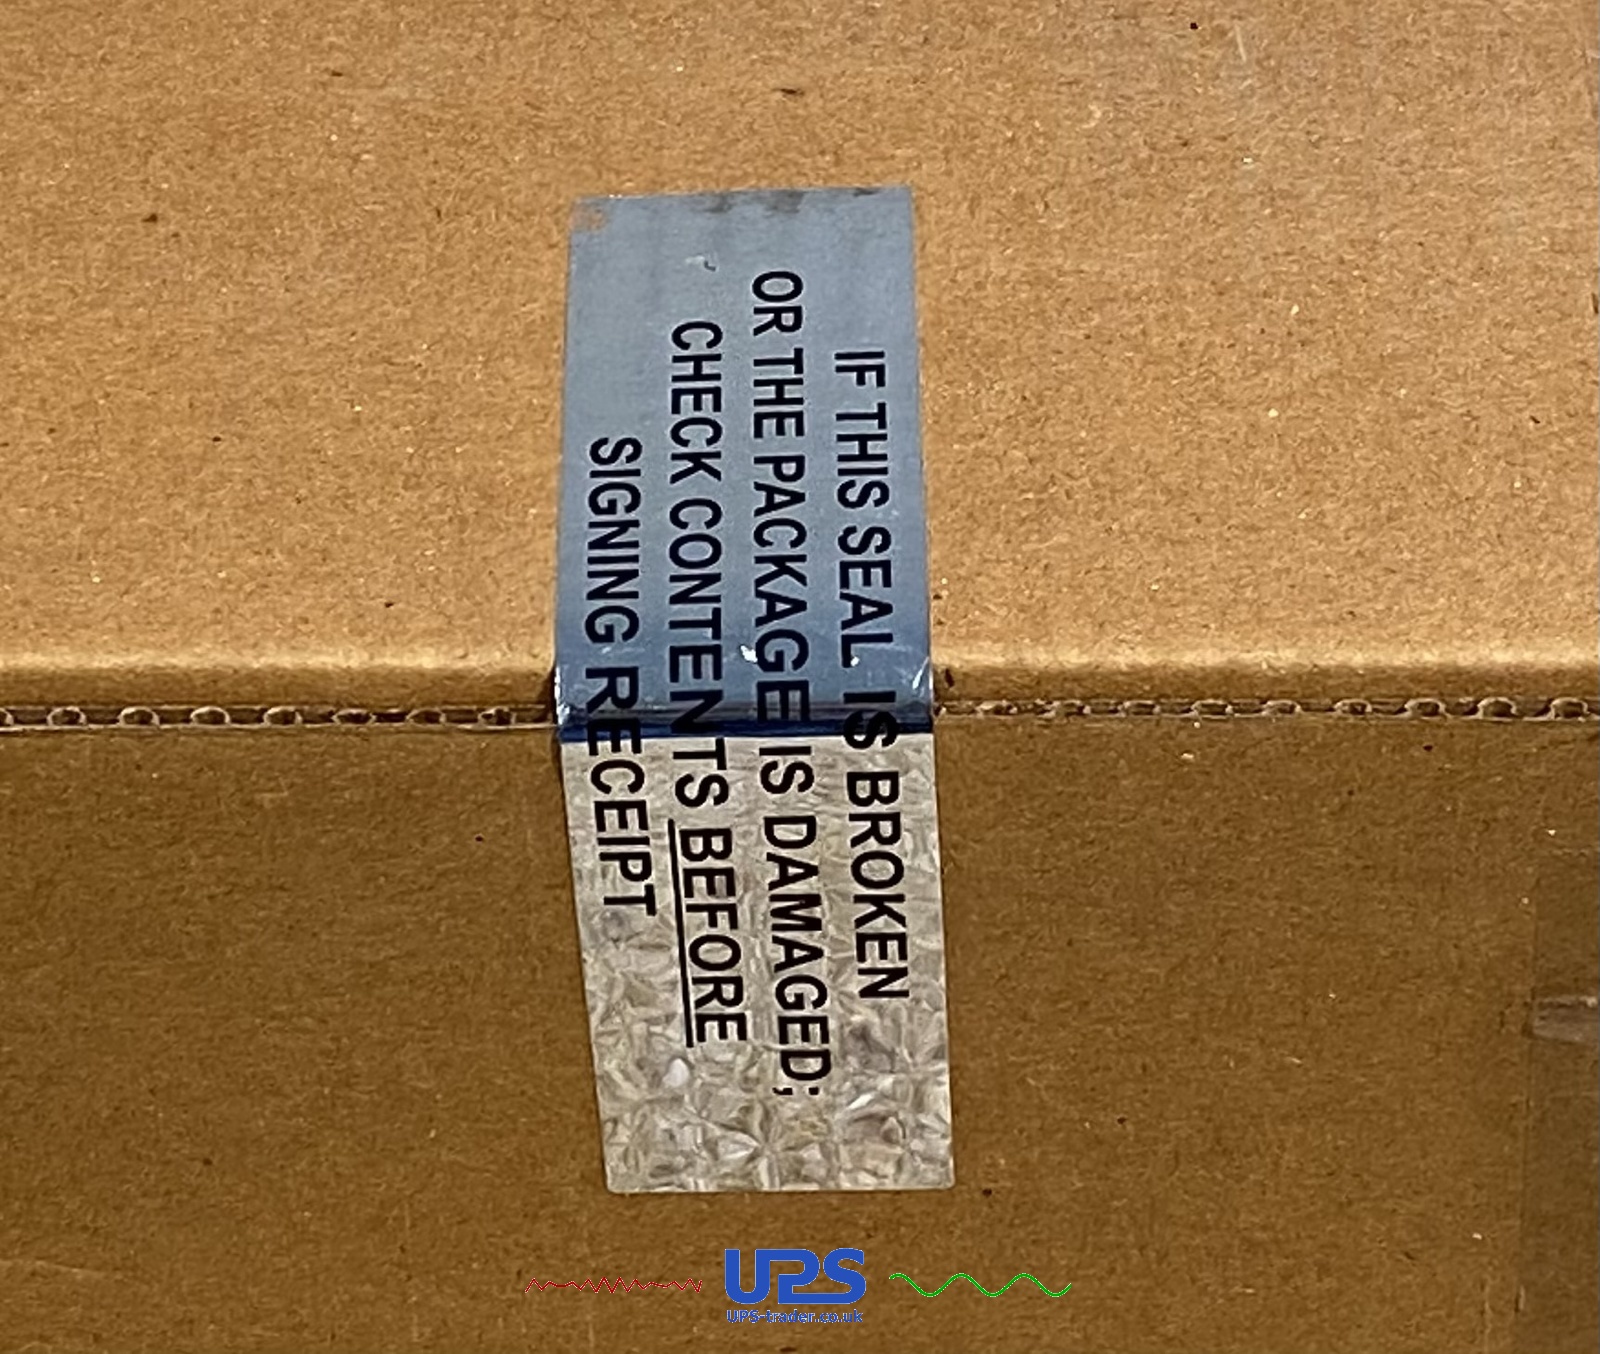 IF THIS SEAL IS BROKEN
OR THE PACKAGE IS DAMAGED;
CHECK CONTENTS BEFORE
SIGNING RECEIPT
UPS
UPS-trader.co.uk